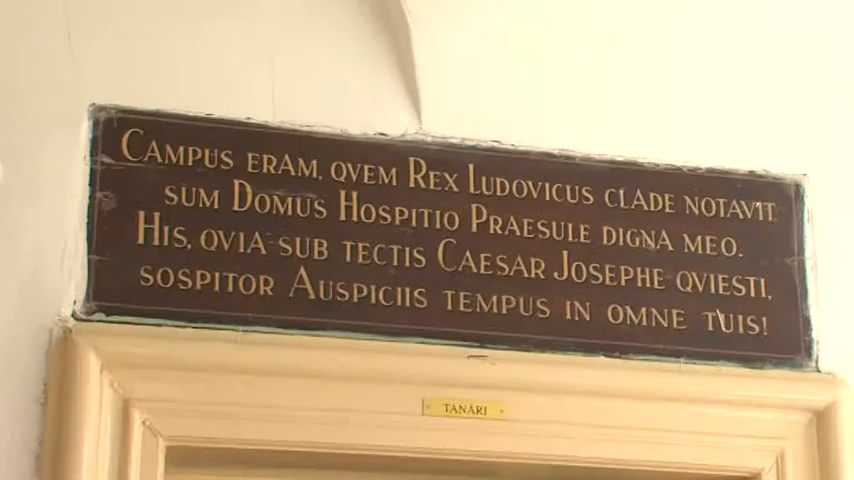 CAMPUS ERAM, QVEM REX LUDOVICUS CLADE NOTAVIT
SUM DOMUS HOSPITIO PRAESULE DIGNA MEO.
HIS, QVIA SUB TECTIS CAESAR JOSEPHE QVIESTI,
SOSPITOR AUSPICIIS TEMPUS IN OMNE TUIS!
TANÁRI